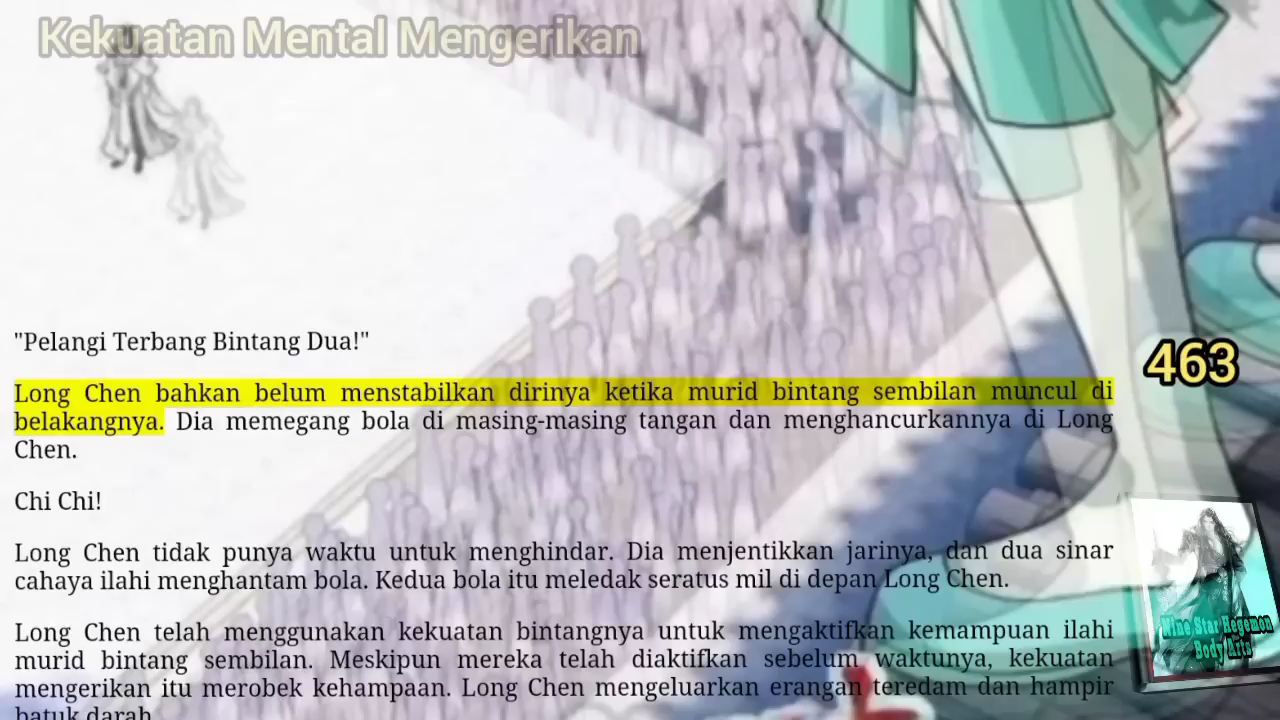 Kekuatan Mental Mengerikan
"Pelangi Terbang Bintang Dua!"
Long Chen bahkan belum menstabilkan dirinya ketika murid bintang sembilan muncul di
belakangnya. Dia memegang bola di masing-masing tangan dan menghancurkannya di Long
Chen.
463
Chi Chi!
Long Chen tidak punya waktu untuk menghindar. Dia menjentikkan jarinya, dan dua sinar
cahaya ilahi menghantam bola. Kedua bola itu meledak seratus mil di depan Long Chen.
Nine Star Hegemon
Body Arts
Long Chen telah menggunakan kekuatan bintangnya untuk mengaktifkan kemampuan ilahi
murid bintang sembilan. Meskipun mereka telah diaktifkan sebelum waktunya, kekuatan
mengerikan itu merobek kehampaan. Long Chen mengeluarkan erangan teredam dan hampir
batuk darah